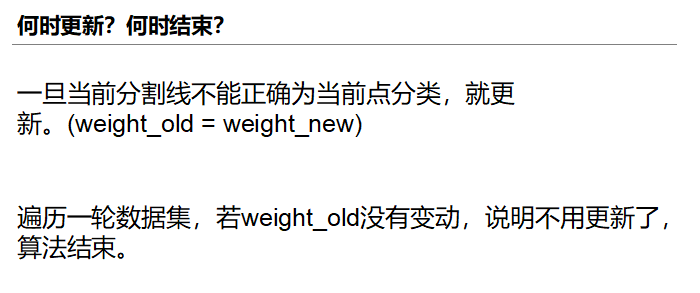 何时更新？何时结束？
一旦当前分割线不能正确为当前点分类，就更
新。(weight_old = weight_new)
遍历一轮数据集，若weight_old没有变动，说明不用更新了，
算法结束。